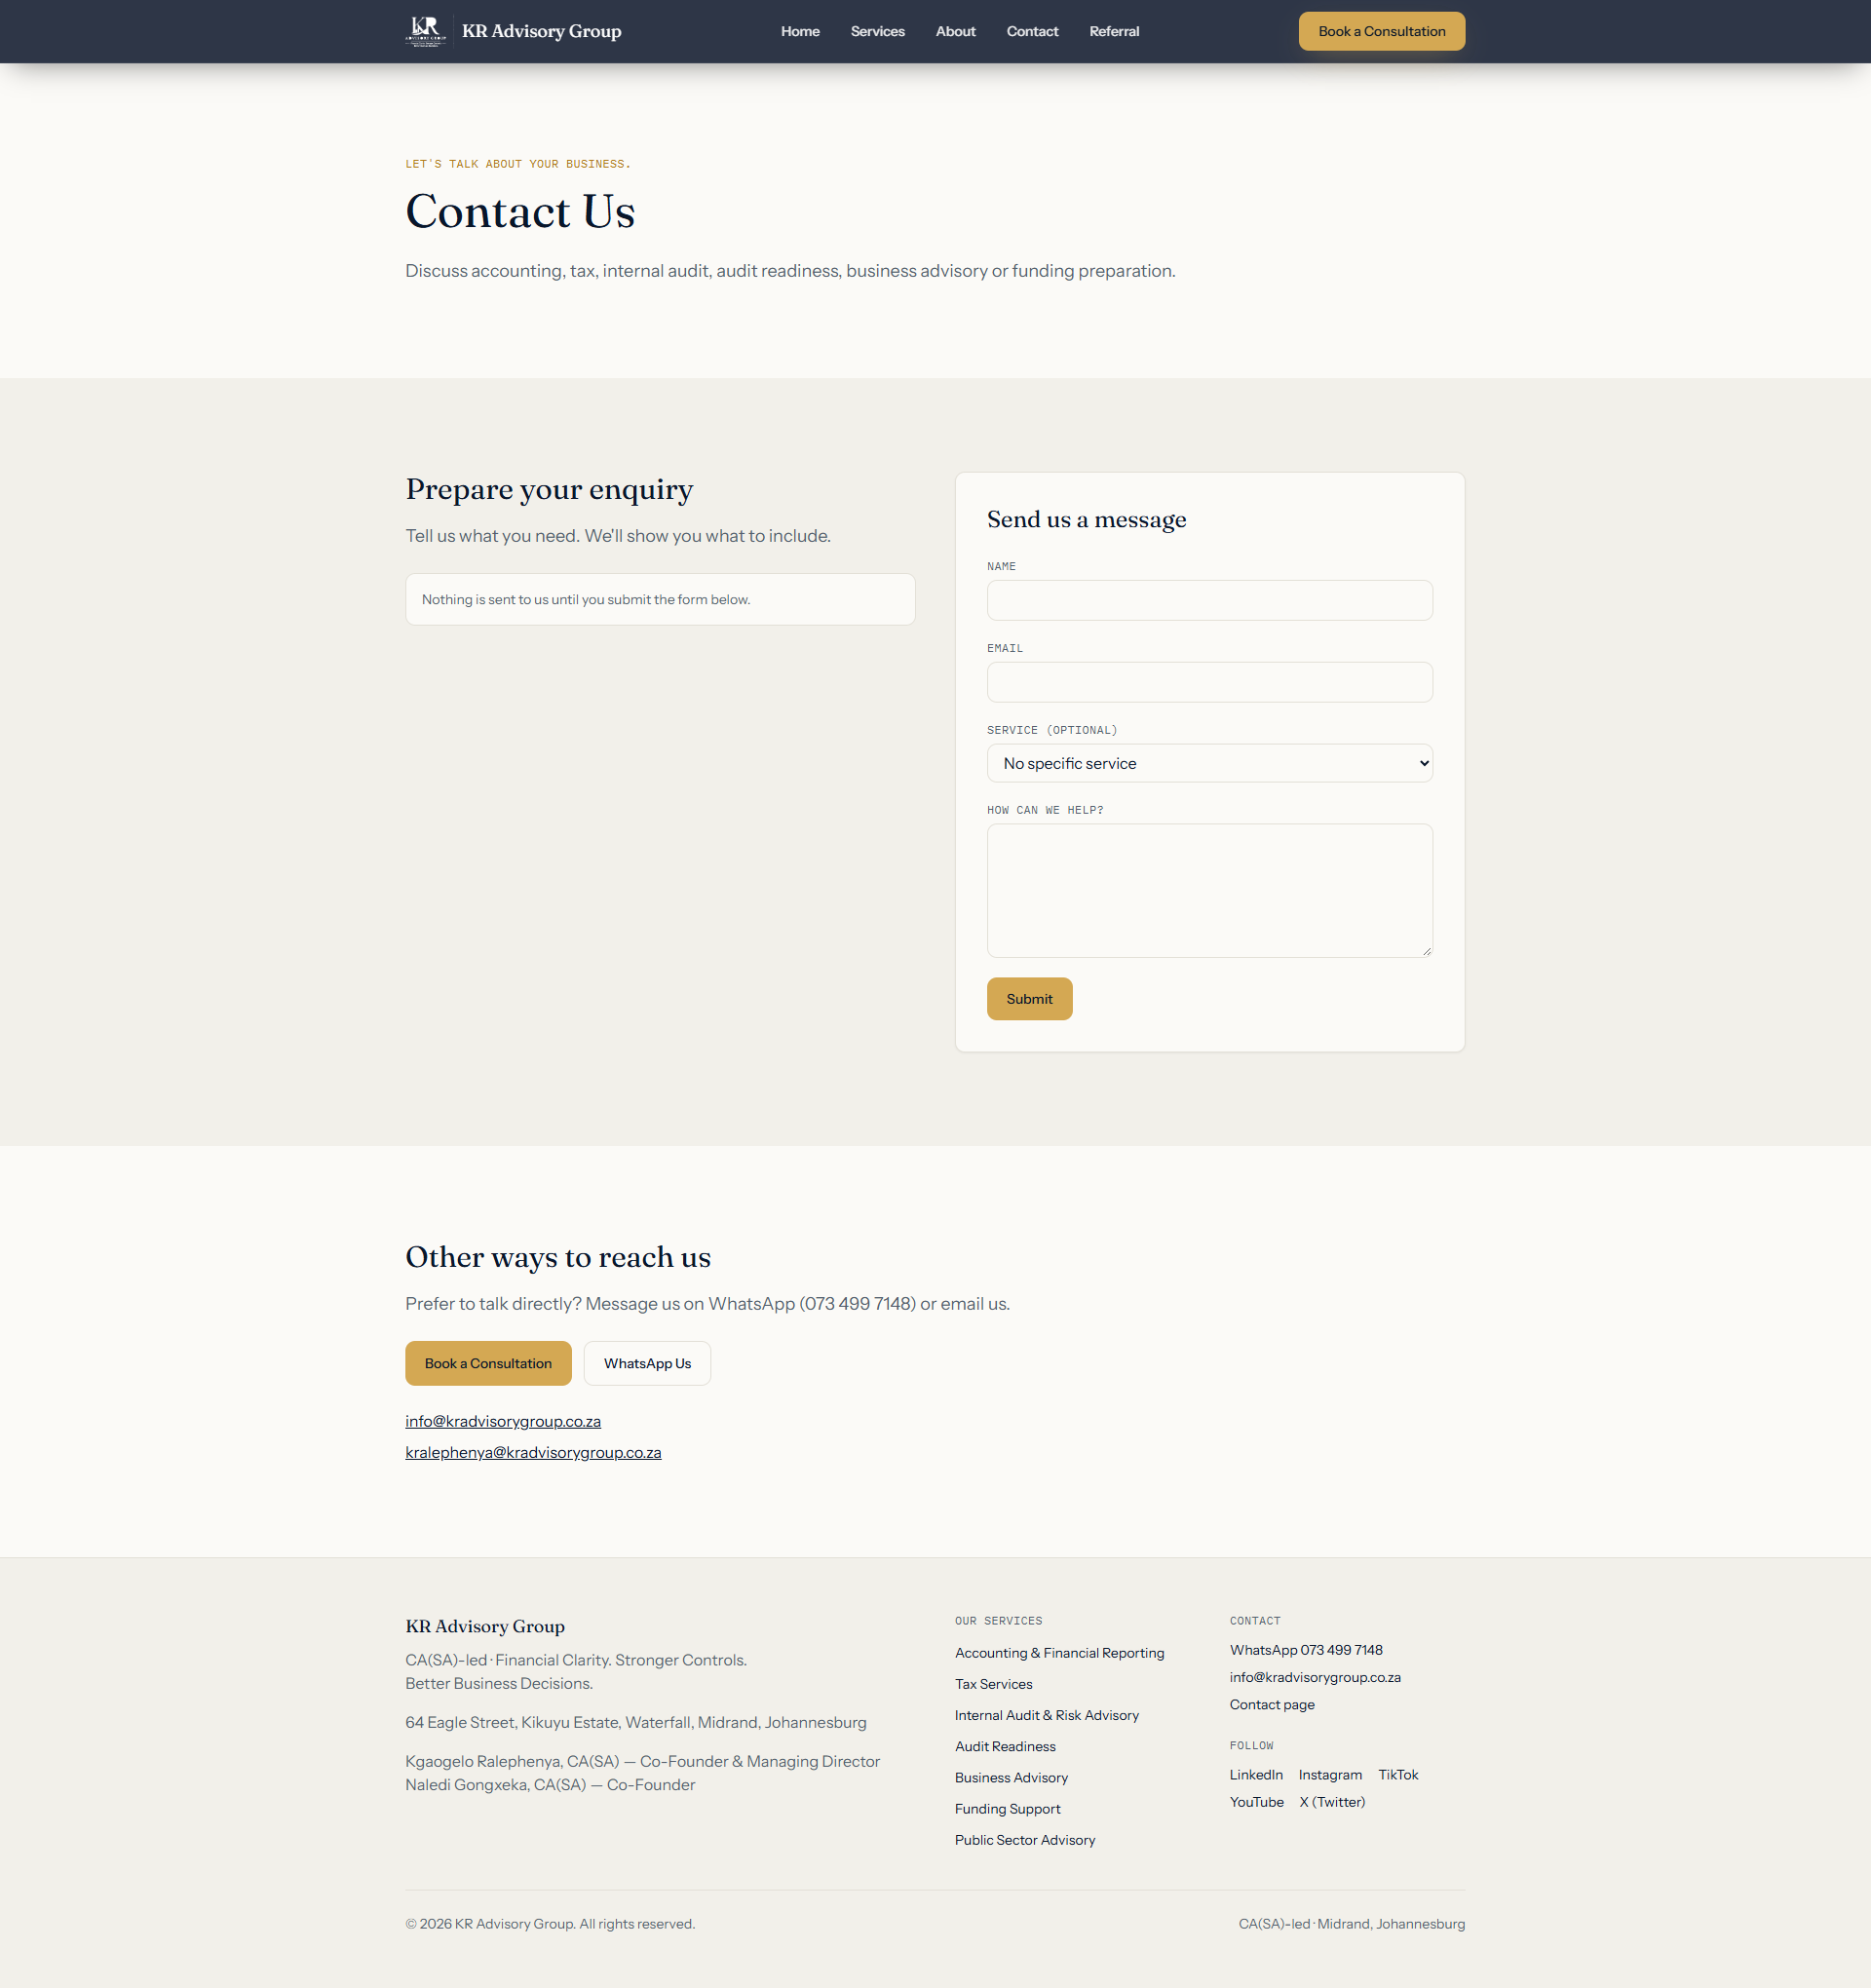 KR
ADVISORY GROUP
KR Advisory Group
Home
Services
About
Contact
Referral
Book a Consultation
LET'S TALK ABOUT YOUR BUSINESS.
Contact Us
Discuss accounting, tax, internal audit, audit readiness, business advisory or funding preparation.
Prepare your enquiry
Tell us what you need. We'll show you what to include.
Nothing is sent to us until you submit the form below.
Send us a message
NAME
EMAIL
SERVICE (OPTIONAL)
No specific service
HOW CAN WE HELP?
Submit
Other ways to reach us
Prefer to talk directly? Message us on WhatsApp (073 499 7148) or email us.
Book a Consultation
WhatsApp Us
info@kradvisorygroup.co.za
kralephenya@kradvisorygroup.co.za
KR Advisory Group
CA(SA)-led · Financial Clarity. Stronger Controls.
Better Business Decisions.
64 Eagle Street, Kikuyu Estate, Waterfall, Midrand, Johannesburg
Kgaogelo Ralephenya, CA(SA) — Co-Founder & Managing Director
Naledi Gongxeka, CA(SA) — Co-Founder
OUR SERVICES
Accounting & Financial Reporting
Tax Services
Internal Audit & Risk Advisory
Audit Readiness
Business Advisory
Funding Support
Public Sector Advisory
CONTACT
WhatsApp 073 499 7148
info@kradvisorygroup.co.za
Contact page
FOLLOW
LinkedIn Instagram TikTok
YouTube X (Twitter)
© 2026 KR Advisory Group. All rights reserved.
CA(SA)-led · Midrand, Johannesburg